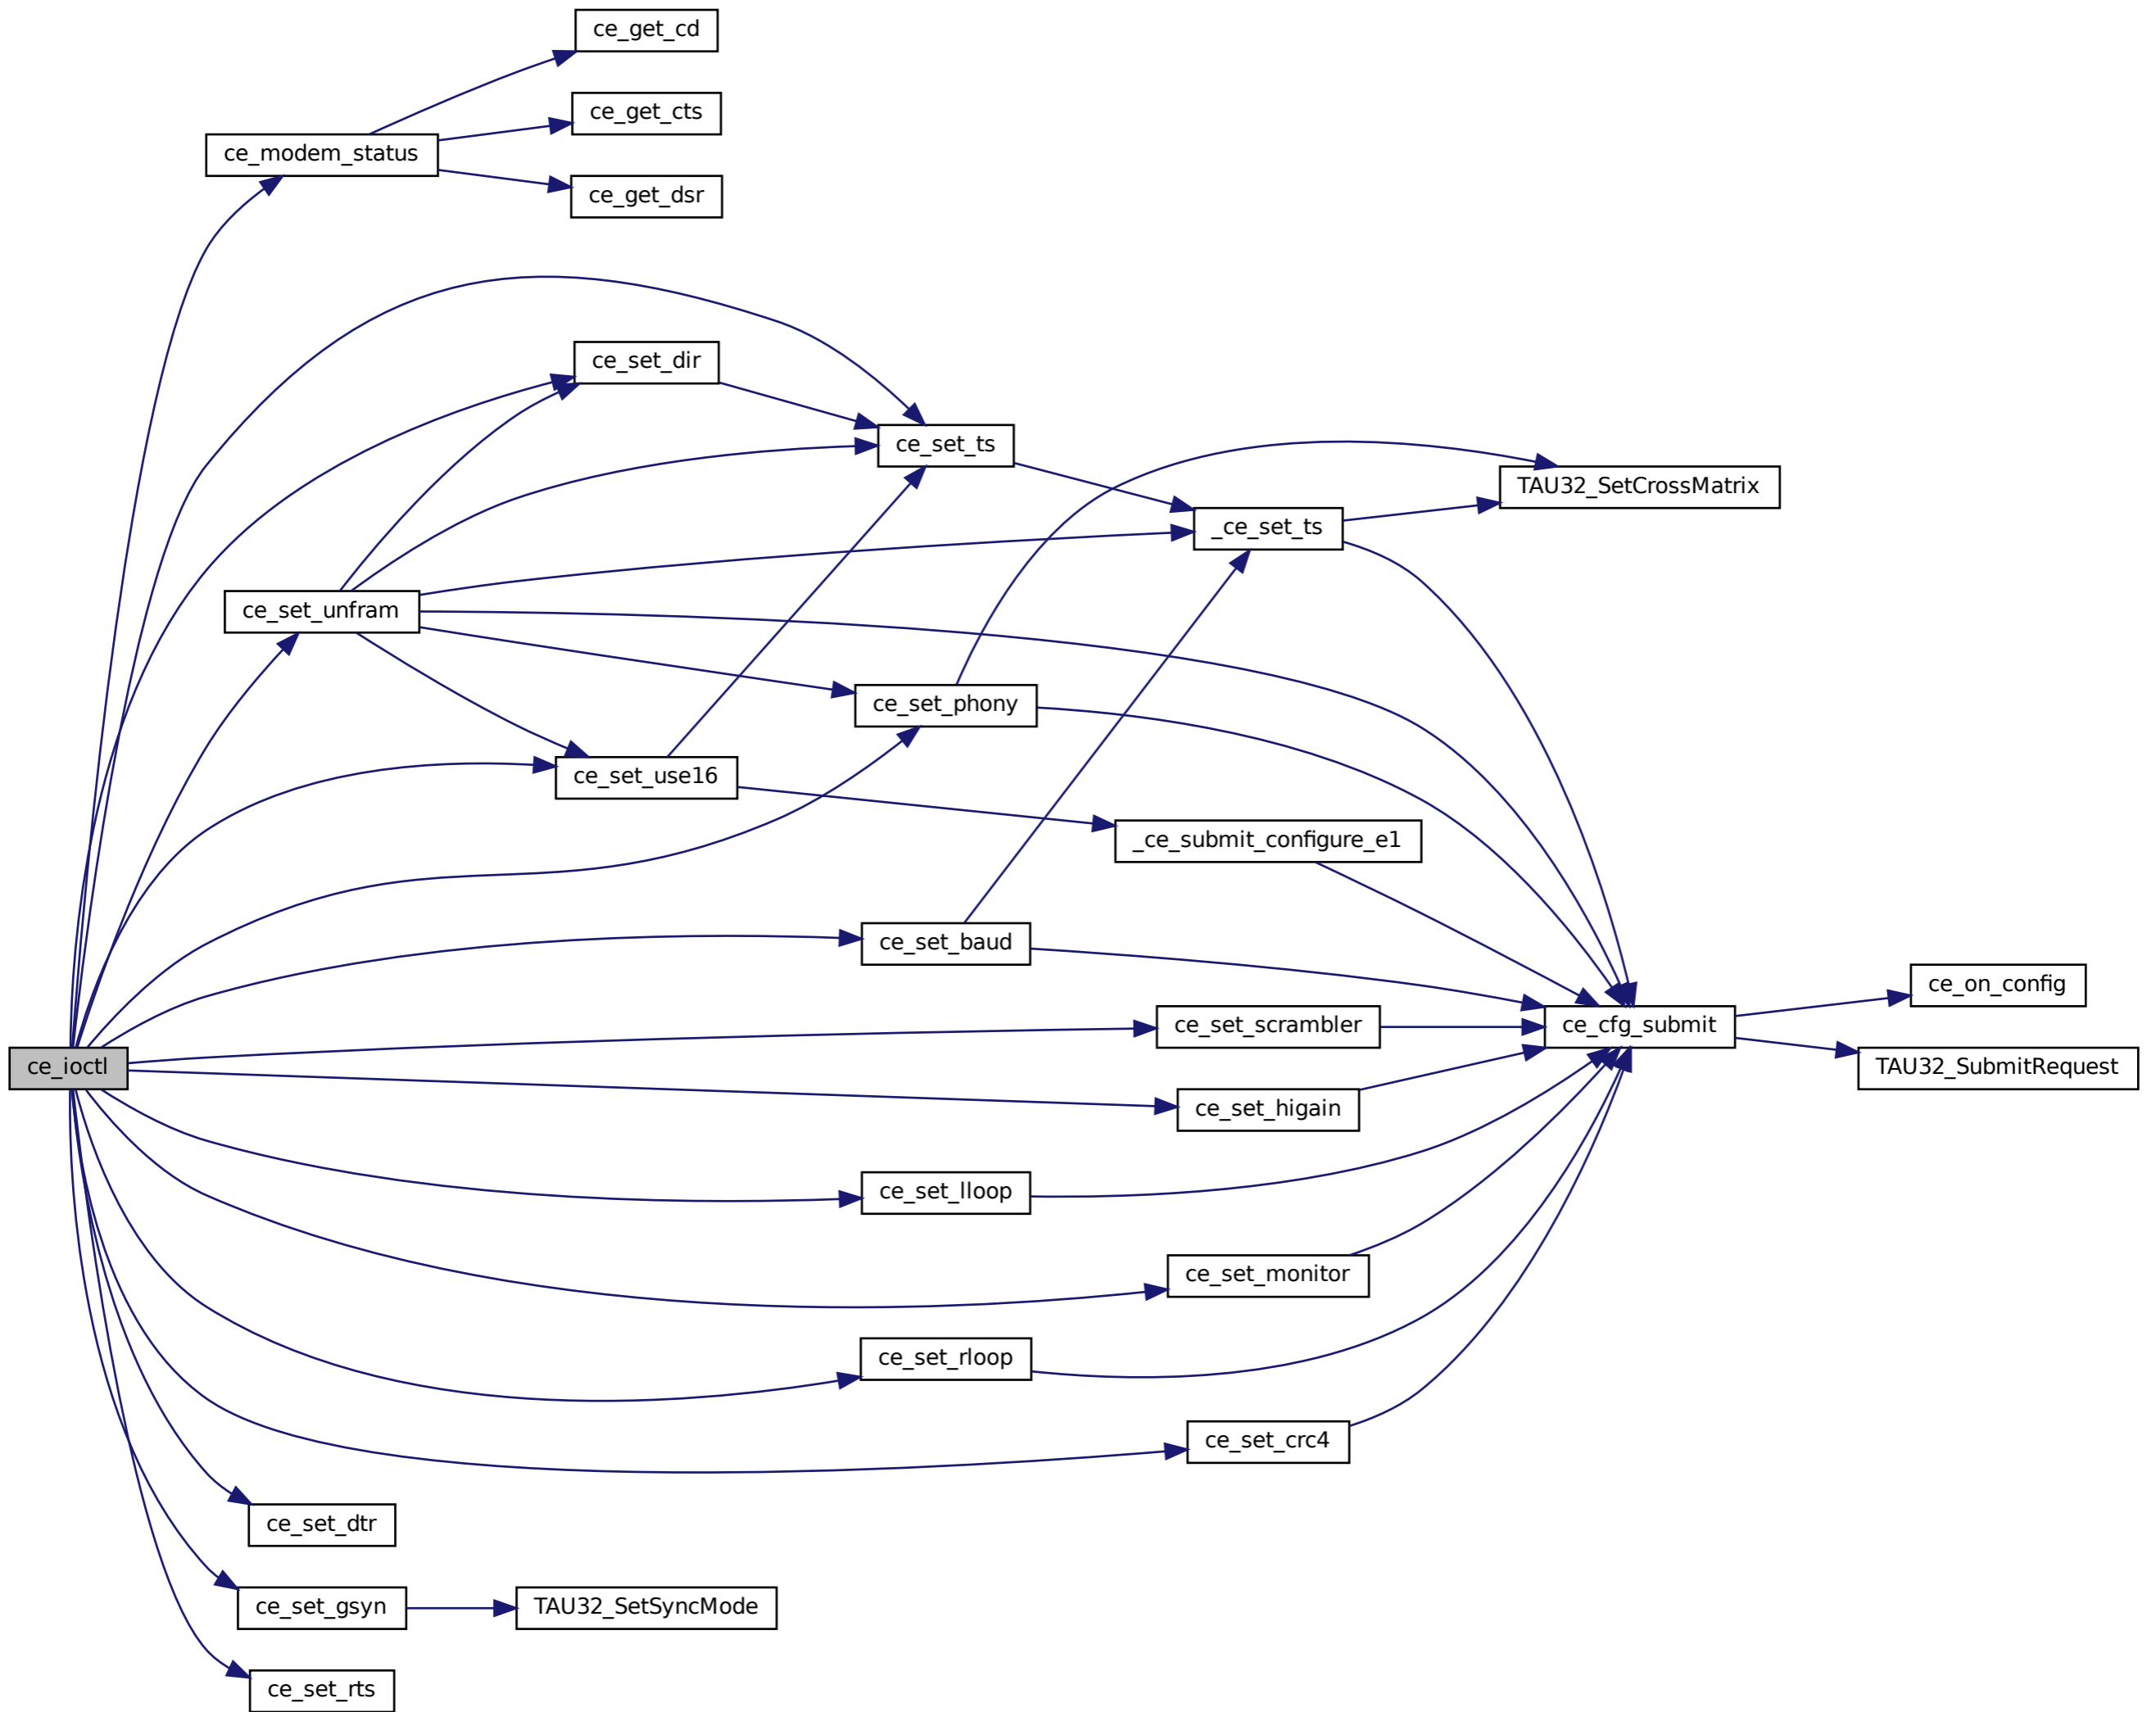 ce_get_cd
ce_get_cts
ce_modem_status
ce_get_dsr
ce_set_dir
ce_set_ts
TAU32_SetCrossMatrix
_ce_set_ts
ce_set_unfram
ce_set_phony
ce_set_use16
_ce_submit_configure_e1
ce_set_baud
ce_on_config
ce_set_scrambler
ce_cfg_submit
ce_ioctl
TAU32_SubmitRequest
ce_set_higain
ce_set_lloop
ce_set_monitor
ce_set_rloop
ce_set_crc4
ce_set_dtr
ce_set_gsyn
TAU32_SetSyncMode
ce_set_rts